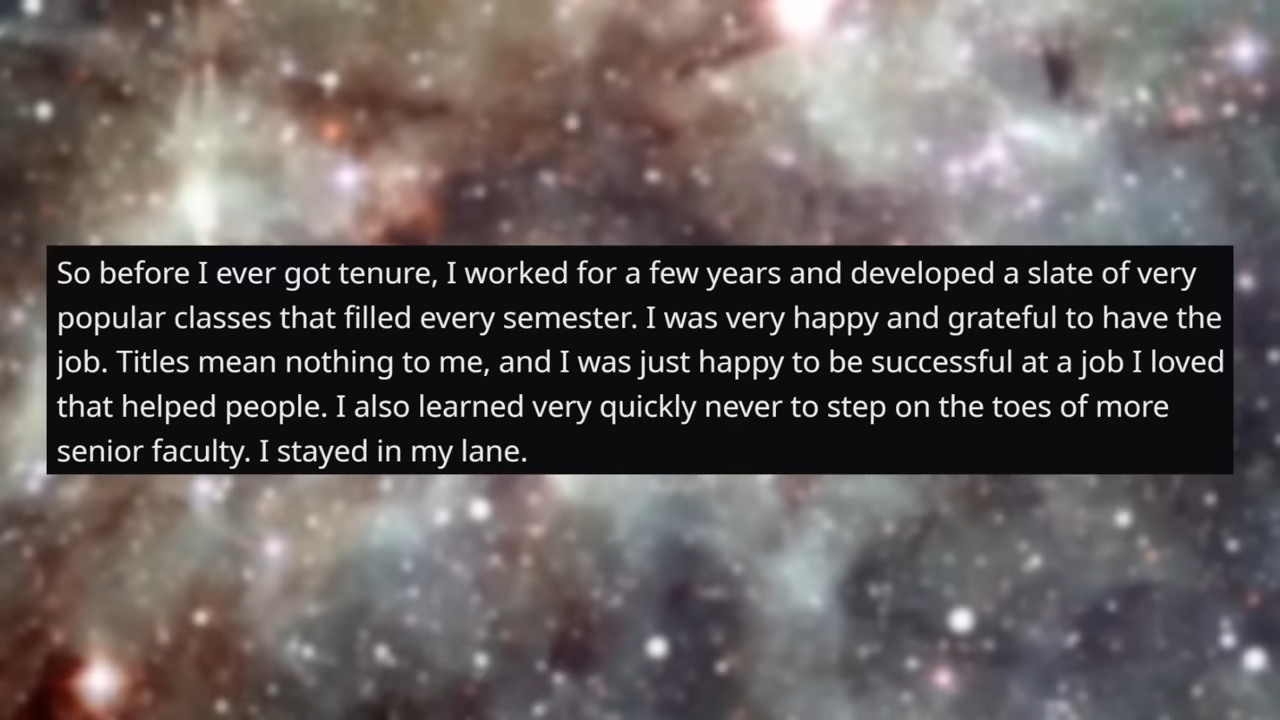 So before I ever got tenure, I worked for a few years and developed a slate of very
popular classes that filled every semester. I was very happy and grateful to have the
job. Titles mean nothing to me, and I was just happy to be successful at a job I loved
that helped people. I also learned very quickly never to step on the toes of more
senior faculty. I stayed in my lane.